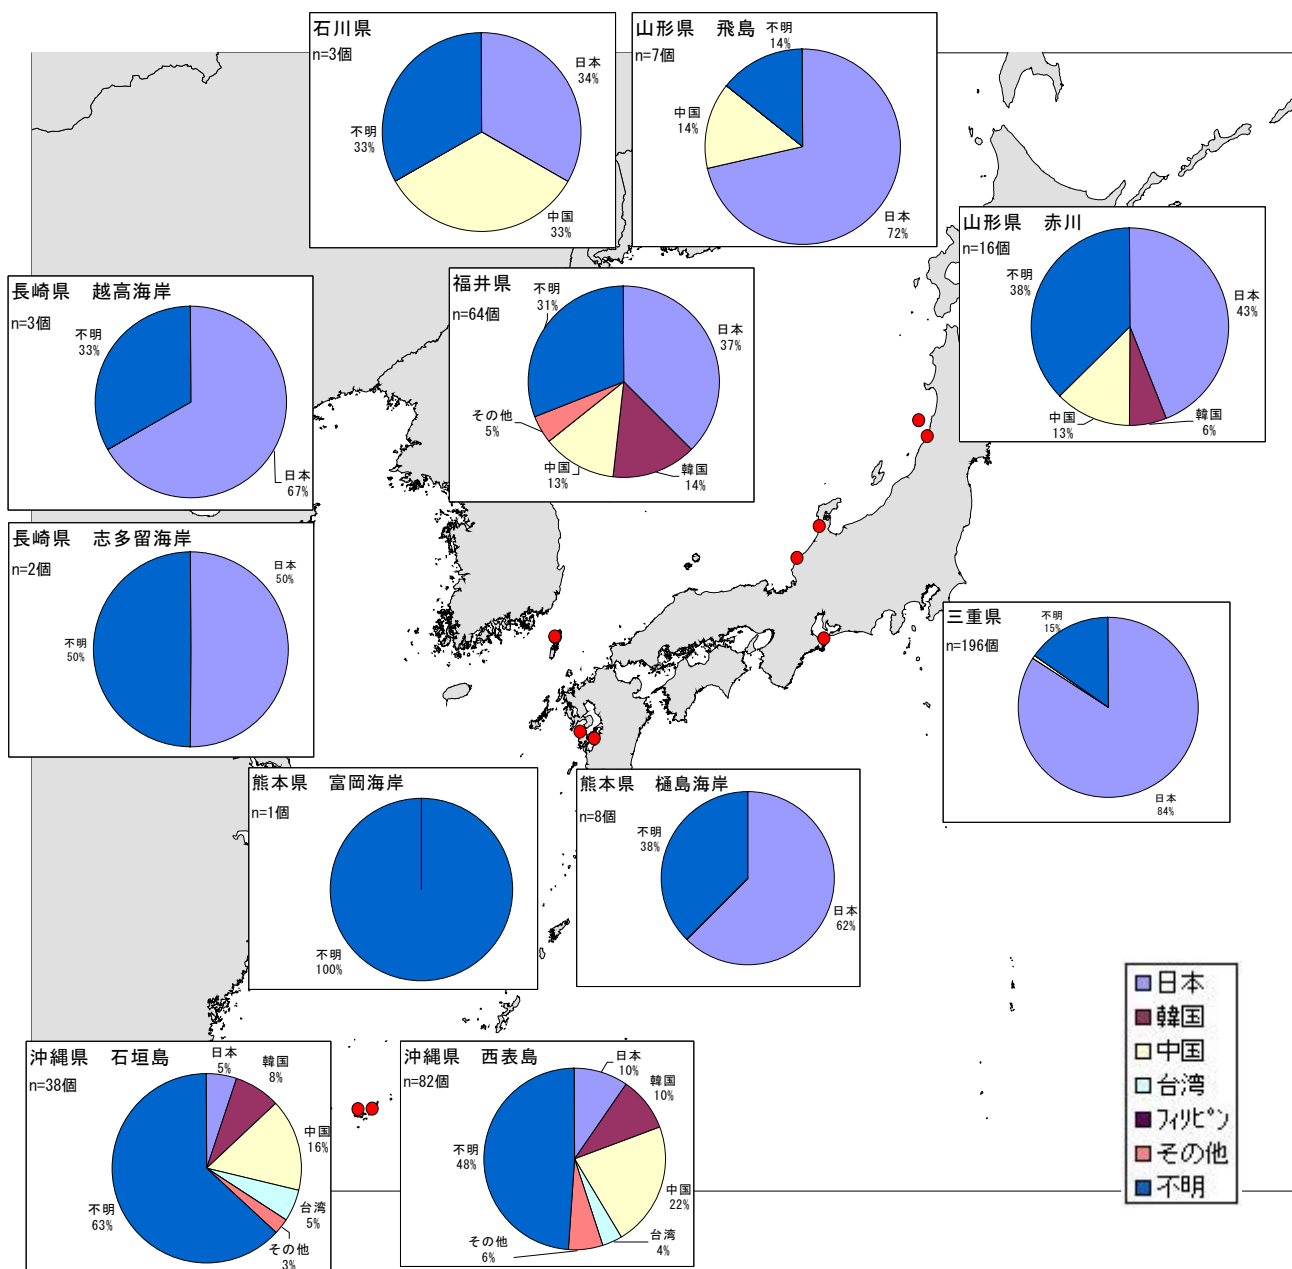 石川県
n=3個
日本
34%
不明
33%
中国
33%
山形県　飛島
n=7個
不明
14%
中国
14%
日本
72%
山形県　赤川
n=16個
不明
38%
日本
43%
中国
13%
韓国
6%
長崎県　越高海岸
n=3個
不明
33%
日本
67%
福井県
n=64個
不明
31%
日本
37%
その他
5%
中国
13%
韓国
14%
長崎県　志多留海岸
n=2個
日本
50%
不明
50%
三重県
n=196個
不明
15%
日本
84%
熊本県　富岡海岸
n=1個
不明
100%
熊本県　樋島海岸
n=8個
不明
38%
日本
62%
沖縄県　石垣島
n=38個
日本
5%
韓国
8%
中国
16%
不明
63%
台湾
5%
その他
3%
沖縄県　西表島
n=82個
日本
10%
韓国
10%
不明
48%
中国
22%
台湾
4%
その他
6%
日本
韓国
中国
台湾
フィリピン
その他
不明